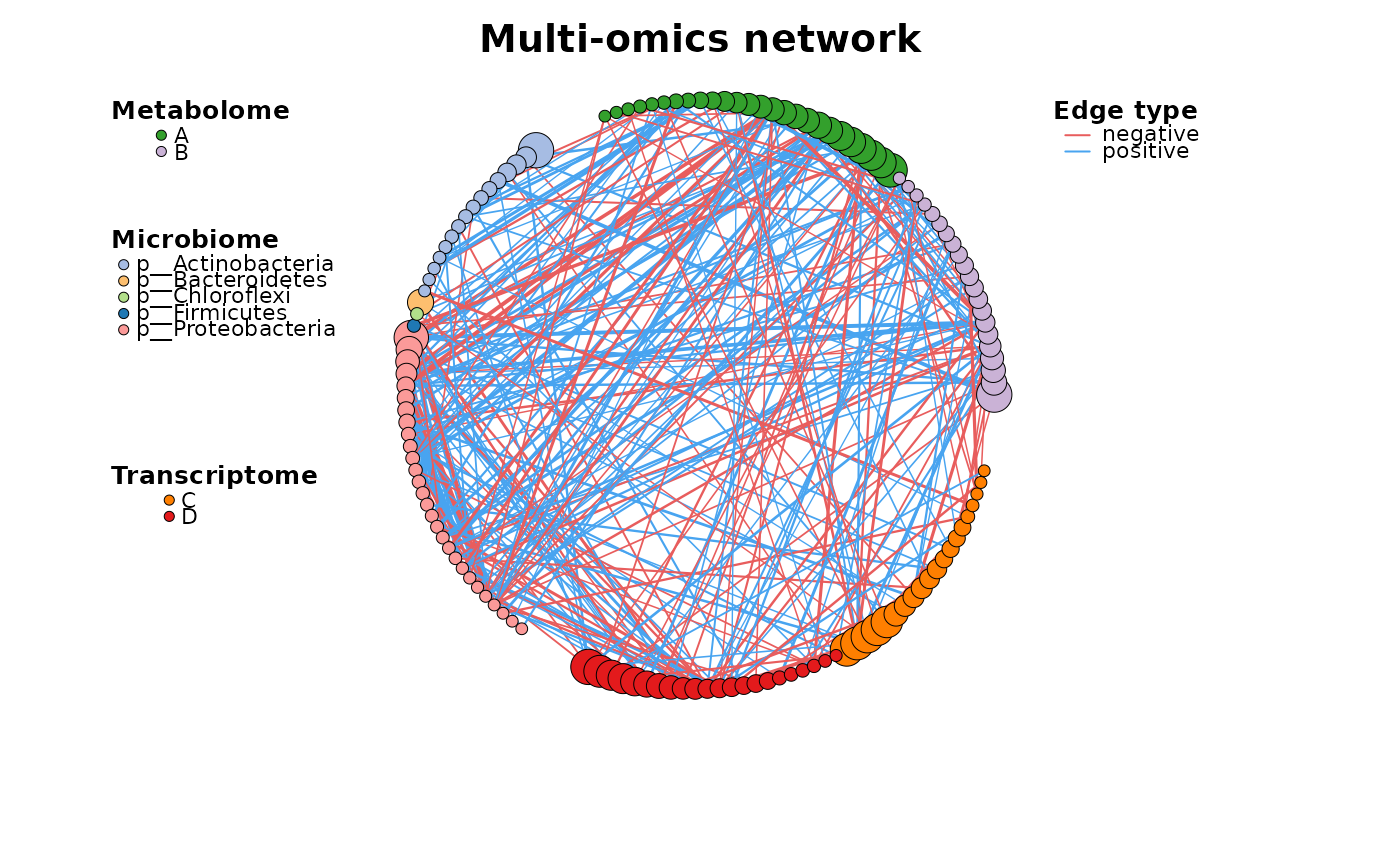 Multi-omics network
Metabolome
A
B
Microbiome
p__Actinobacteria
p__Bacteroidetes
p__Chloroflexi
p__Firmicutes
p__Proteobacteria
Transcriptome
C
D
Edge type
negative
positive